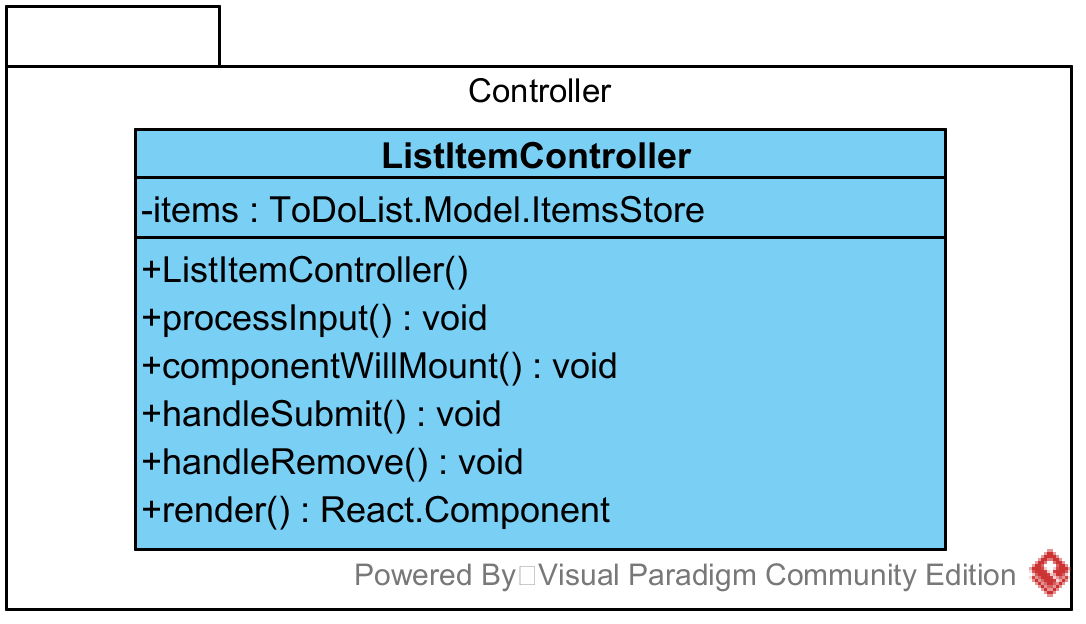 Controller
ListItemController
-items : ToDoList.Model.ItemsStore
+ListItemController()
+processInput() : void
+componentWillMount() : void
+handleSubmit() : void
+handleRemove() : void
+render() : React.Component
Powered By Visual Paradigm Community Edition